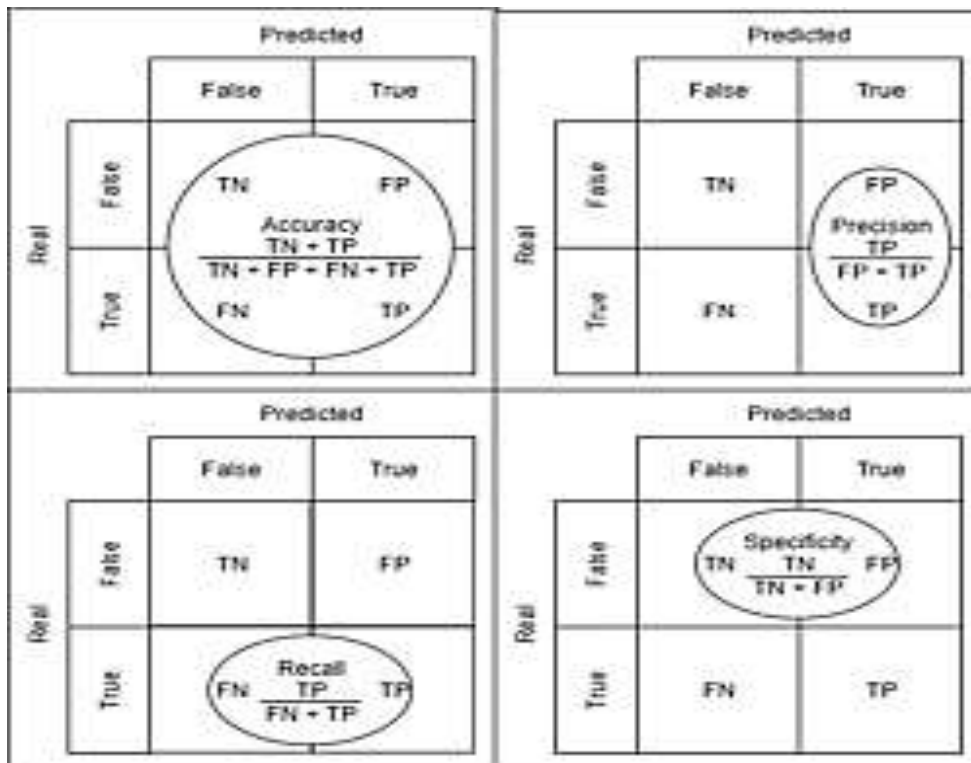 Predicted
False True
Real
False
TN FP
Accuracy
TN + TP
TN + FP + FN + TP
True
FN TP
Predicted
False True
Real
False
TN FP
Precision
TP
FP + TP
True
FN TP
Predicted
False True
Real
False
TN FP
True
Recall
FN TP TP
FN + TP
Predicted
False True
Real
False
Specificity
TN TN FP
TN + FP
True
FN TP